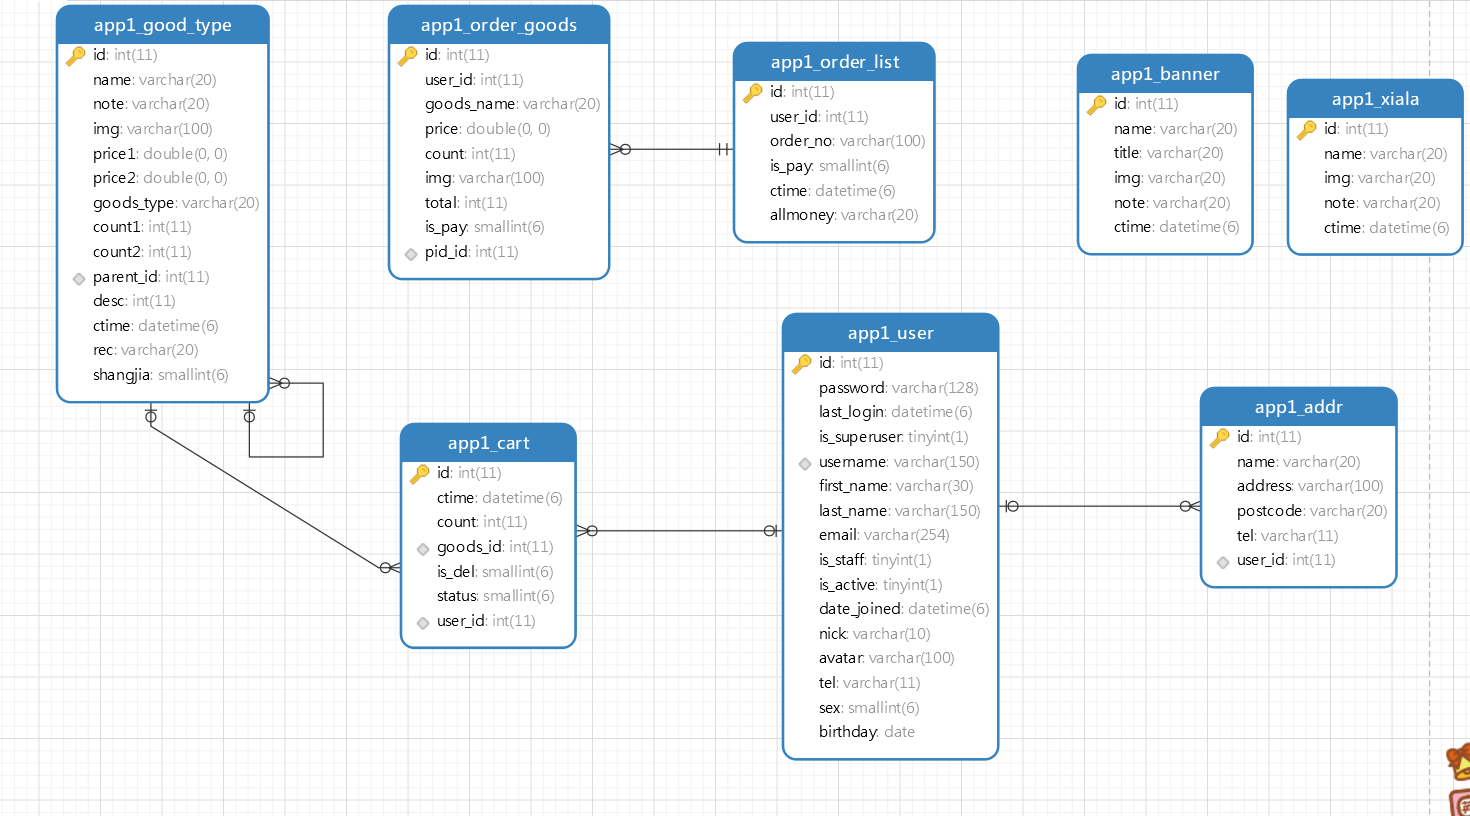 app1_good_type
id: int(11)
name: varchar(20)
note: varchar(20)
img: varchar(100)
price1: double(0, 0)
price2: double(0, 0)
goods_type: varchar(20)
count1: int(11)
count2: int(11)
parent_id: int(11)
desc: int(11)
ctime: datetime(6)
rec: varchar(20)
shangjia: smallint(6)
app1_order_goods
id: int(11)
user_id: int(11)
goods_name: varchar(20)
price: double(0, 0)
count: int(11)
img: varchar(100)
total: int(11)
is_pay: smallint(6)
pid_id: int(11)
app1_order_list
id: int(11)
user_id: int(11)
order_no: varchar(100)
is_pay: smallint(6)
ctime: datetime(6)
allmoney: varchar(20)
app1_banner
id: int(11)
name: varchar(20)
title: varchar(20)
img: varchar(20)
note: varchar(20)
ctime: datetime(6)
app1_xiala
id: int(11)
name: varchar(20)
img: varchar(20)
note: varchar(20)
ctime: datetime(6)
app1_cart
id: int(11)
ctime: datetime(6)
count: int(11)
goods_id: int(11)
is_del: smallint(6)
status: smallint(6)
user_id: int(11)
app1_user
id: int(11)
password: varchar(128)
last_login: datetime(6)
is_superuser: tinyint(1)
username: varchar(150)
first_name: varchar(30)
last_name: varchar(150)
email: varchar(254)
is_staff: tinyint(1)
is_active: tinyint(1)
date_joined: datetime(6)
nick: varchar(10)
avatar: varchar(100)
tel: varchar(11)
sex: smallint(6)
birthday: date
app1_addr
id: int(11)
name: varchar(20)
address: varchar(100)
postcode: varchar(20)
tel: varchar(11)
user_id: int(11)